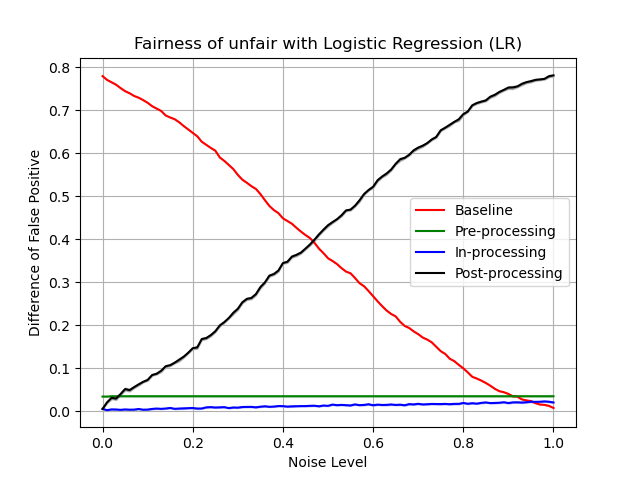 Fairness of unfair with Logistic Regression (LR)
Difference of False Positive
0.8
0.7
0.6
0.5
0.4
0.3
0.2
0.1
0.0
Baseline
Pre-processing
In-processing
Post-processing
0.0 0.2 0.4 0.6 0.8 1.0
Noise Level